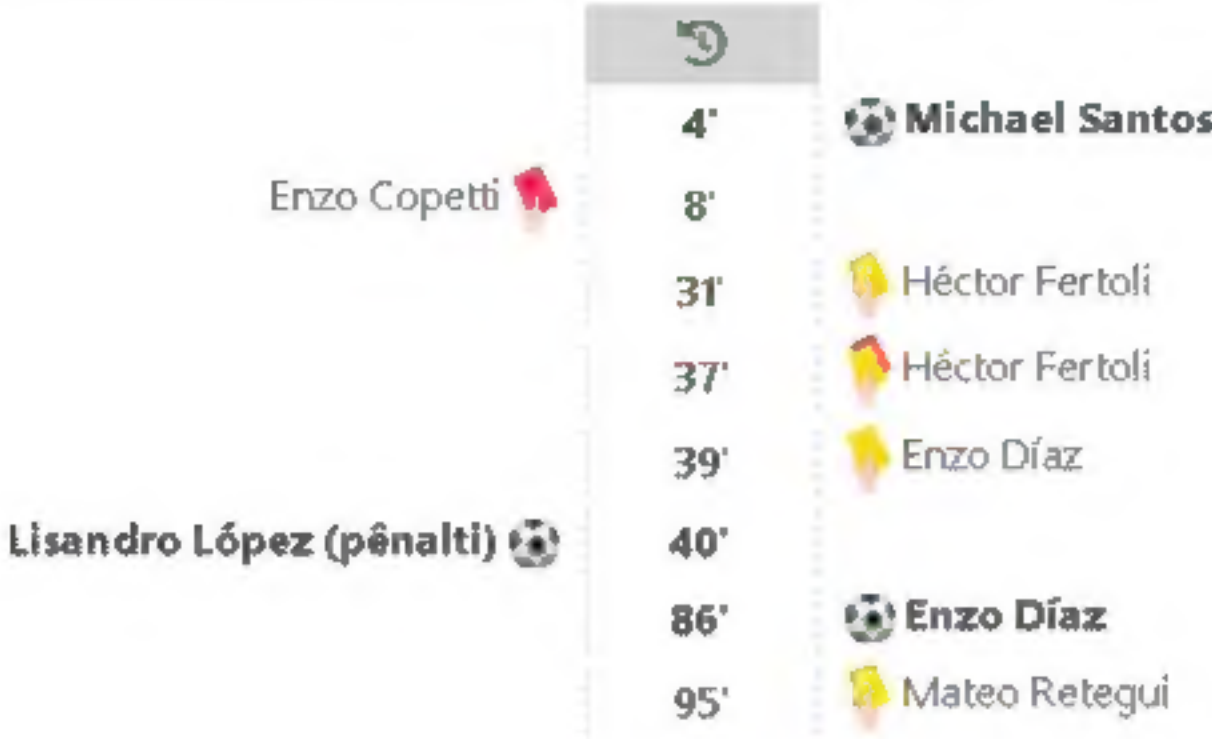 4' Michael Santos
Enzo Copetti 8'
31' Héctor Fertoli
37' Héctor Fertoli
39' Enzo Díaz
Lisandro López (pênalti) 40'
86' Enzo Díaz
95' Mateo Retegui